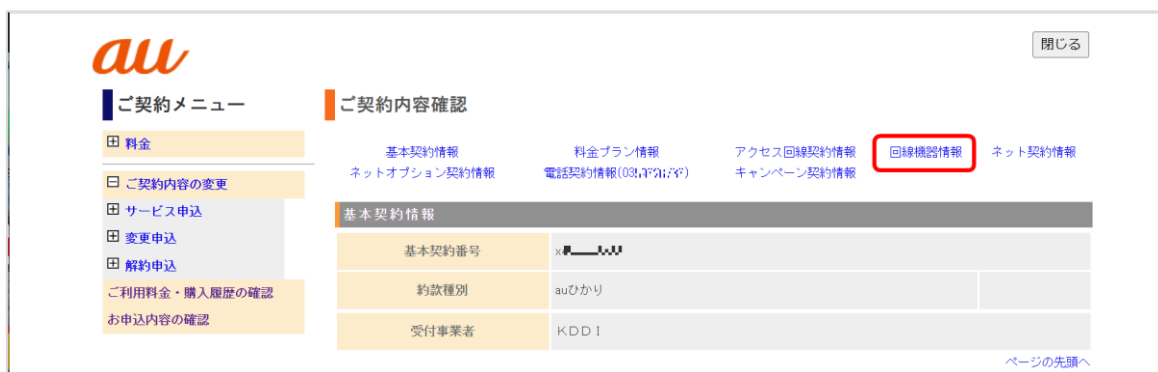 au
閉じる
ご契約メニュー
料金
ご契約内容の変更
サービス申込
変更申込
解約申込
ご利用料金・購入履歴の確認
お申込内容の確認
ご契約内容確認
基本契約情報 料金プラン情報 アクセス回線契約情報 回線機器情報 ネット契約情報
ネットオプション契約情報 電話契約情報 キャンペーン契約情報
基本契約情報
基本契約番号
約款種別 auひかり
受付事業者 KDDI
ページの先頭へ